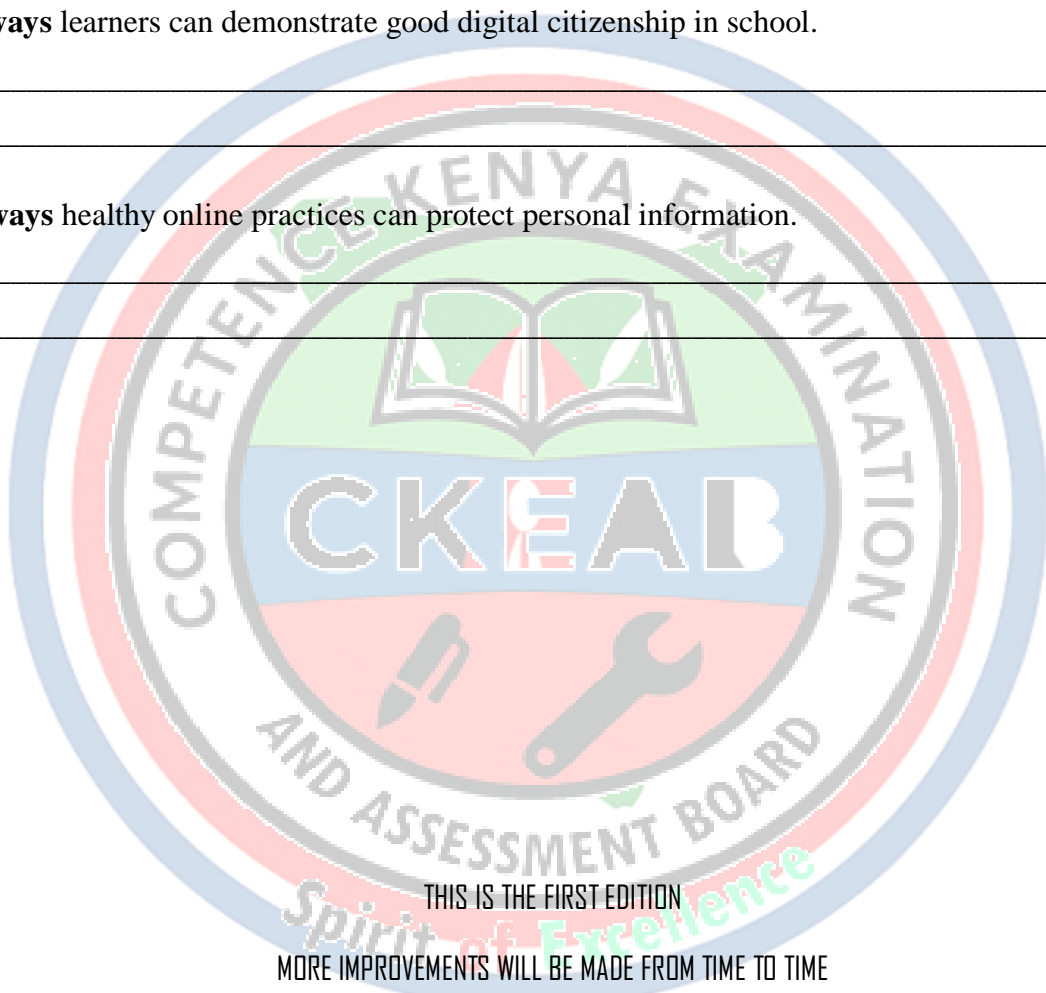 ways learners can demonstrate good digital citizenship in school.
ways healthy online practices can protect personal information.
COMPETENCE KENYA EXAMINATION
CKEAB
AND ASSESSMENT BOARD
Spirit of Excellence
THIS IS THE FIRST EDITION
MORE IMPROVEMENTS WILL BE MADE FROM TIME TO TIME